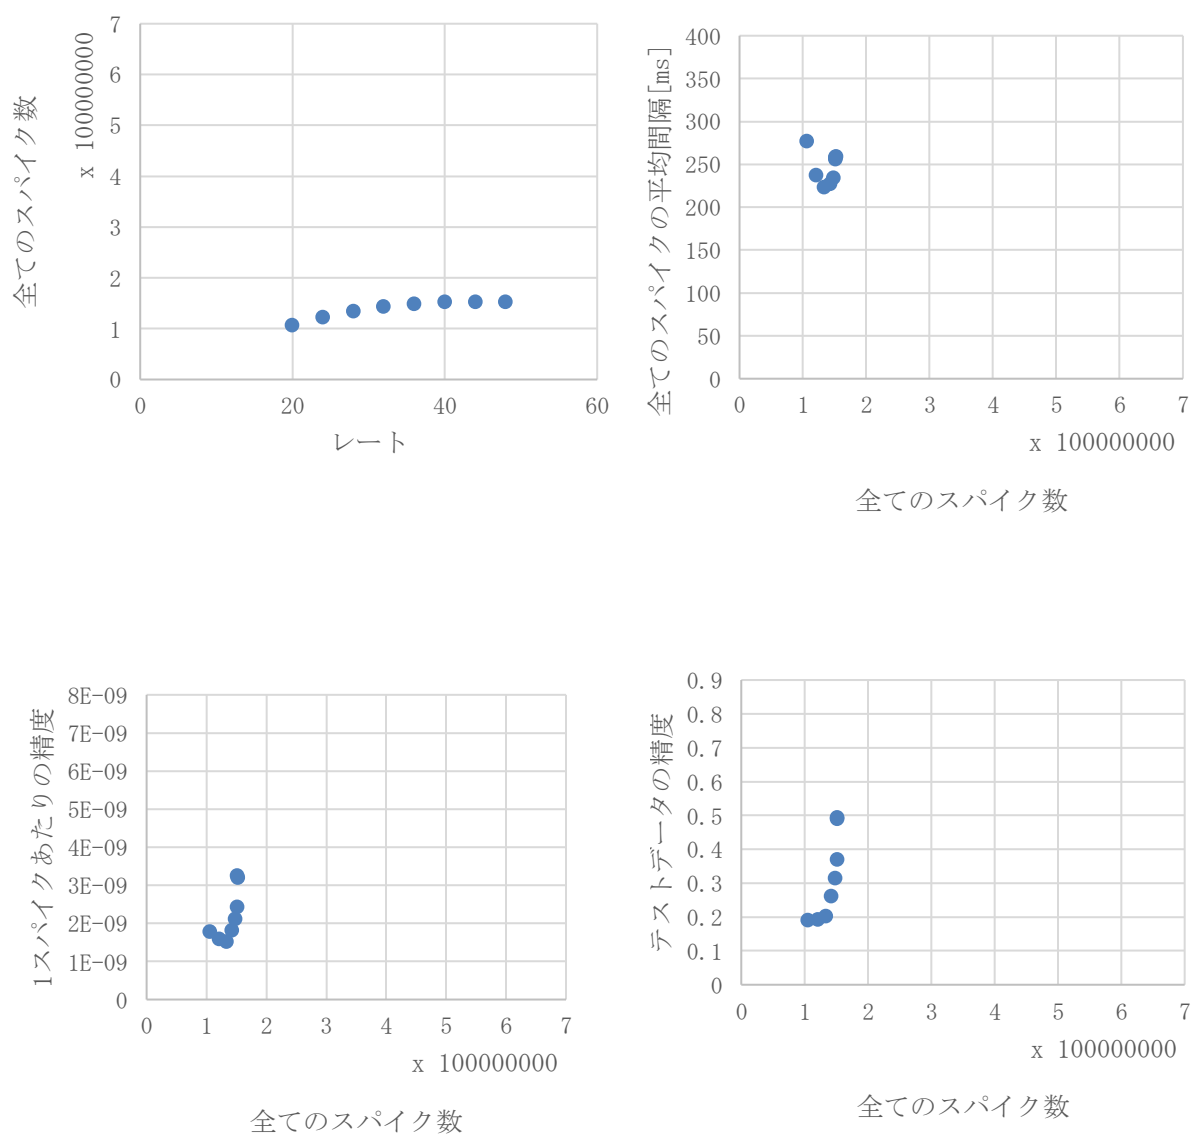 全てのスパイク数
x 100000000
7
6
5
4
3
2
1
0
0 20 40 60
レート
全てのスパイクの平均間隔[ms]
400
350
300
250
200
150
100
50
0
0 1 2 3 4 5 6 7
x 100000000
全てのスパイク数
1スパイクあたりの精度
8E-09
7E-09
6E-09
5E-09
4E-09
3E-09
2E-09
1E-09
0
0 1 2 3 4 5 6 7
x 100000000
全てのスパイク数
テストデータの精度
0.9
0.8
0.7
0.6
0.5
0.4
0.3
0.2
0.1
0
0 1 2 3 4 5 6 7
x 100000000
全てのスパイク数